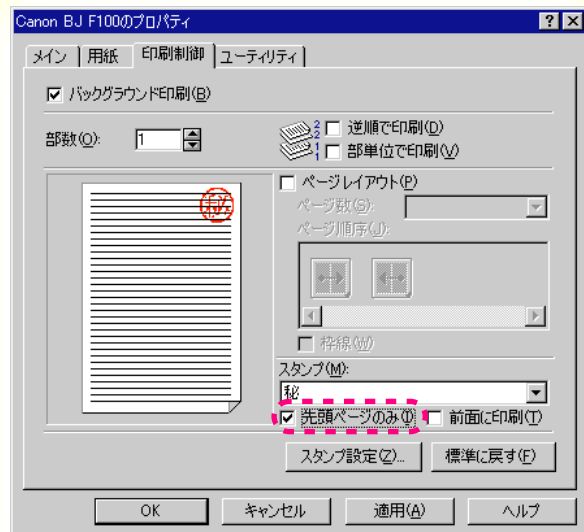 Canon BJ F100のプロパティ
メイン 用紙 印刷制御 ユーティリティ
バックグラウンド印刷(B)
部数(O): 1
2 2 逆順で印刷(D)
1 1 部単位で印刷(V)
ページレイアウト(P)
ページ数(S):
ページ順序(J):
秘
枠線(W)
スタンプ(M):
秘
先頭ページのみ(I) 前面に印刷(T)
スタンプ設定(Z)... 標準に戻す(F)
OK キャンセル 適用(A) ヘルプ